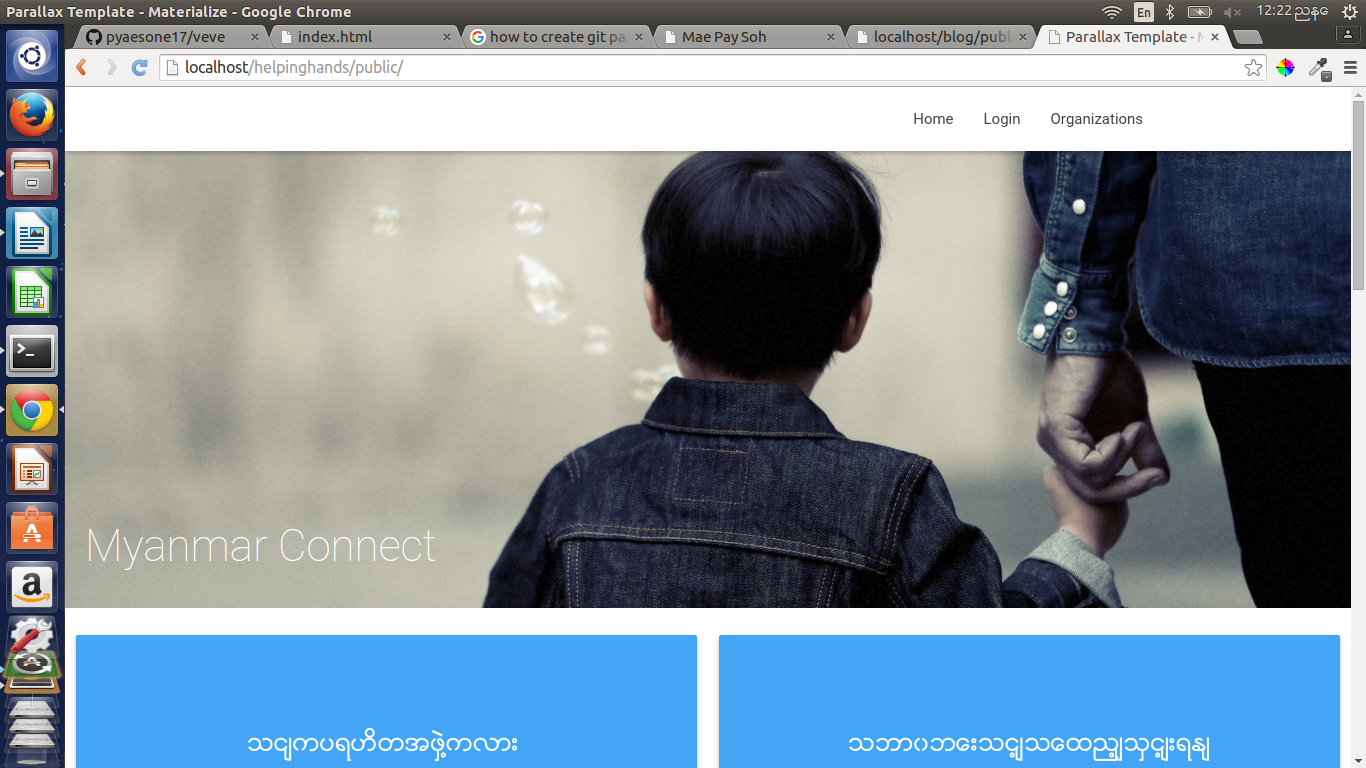 Parallax Template - Materialize - Google Chrome
En
12:22 ညနေ
pyaesone17/veve
index.html
how to create git pa
Mae Pay Soh
localhost/blog/publ
Parallax Template - M
localhost/helpinghands/public/
Home Login Organizations
Myanmar Connect
သငျကပရဟိတအဖှဲ့ကလား
သဘာဝဘေးသငျ့သထေညျ့သှငျးရနျ